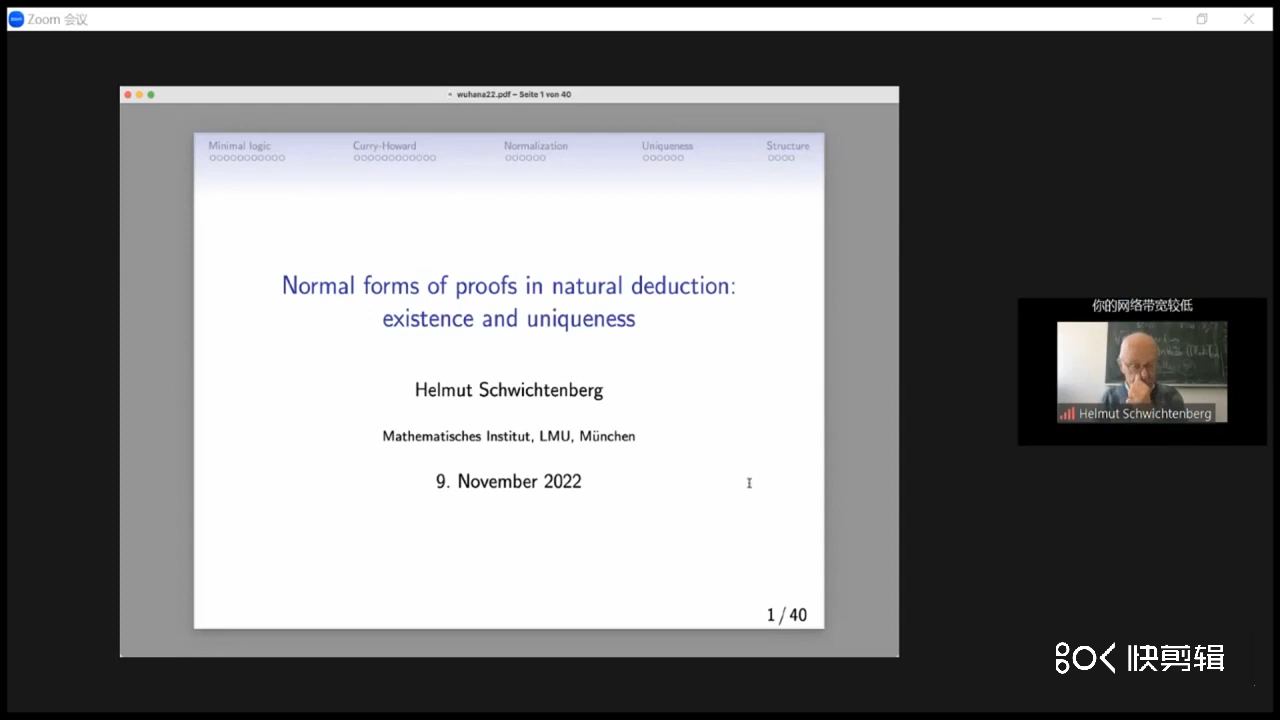 zoom
Zoom 会议
wuhana22.pdf – Seite 1 von 40
Minimal logic
Curry-Howard
Normalization
Uniqueness
Structure
Normal forms of proofs in natural deduction:
existence and uniqueness
Helmut Schwichtenberg
Mathematisches Institut, LMU, München
9. November 2022
1 / 40
你的网络带宽较低
Helmut Schwichtenberg
快剪辑